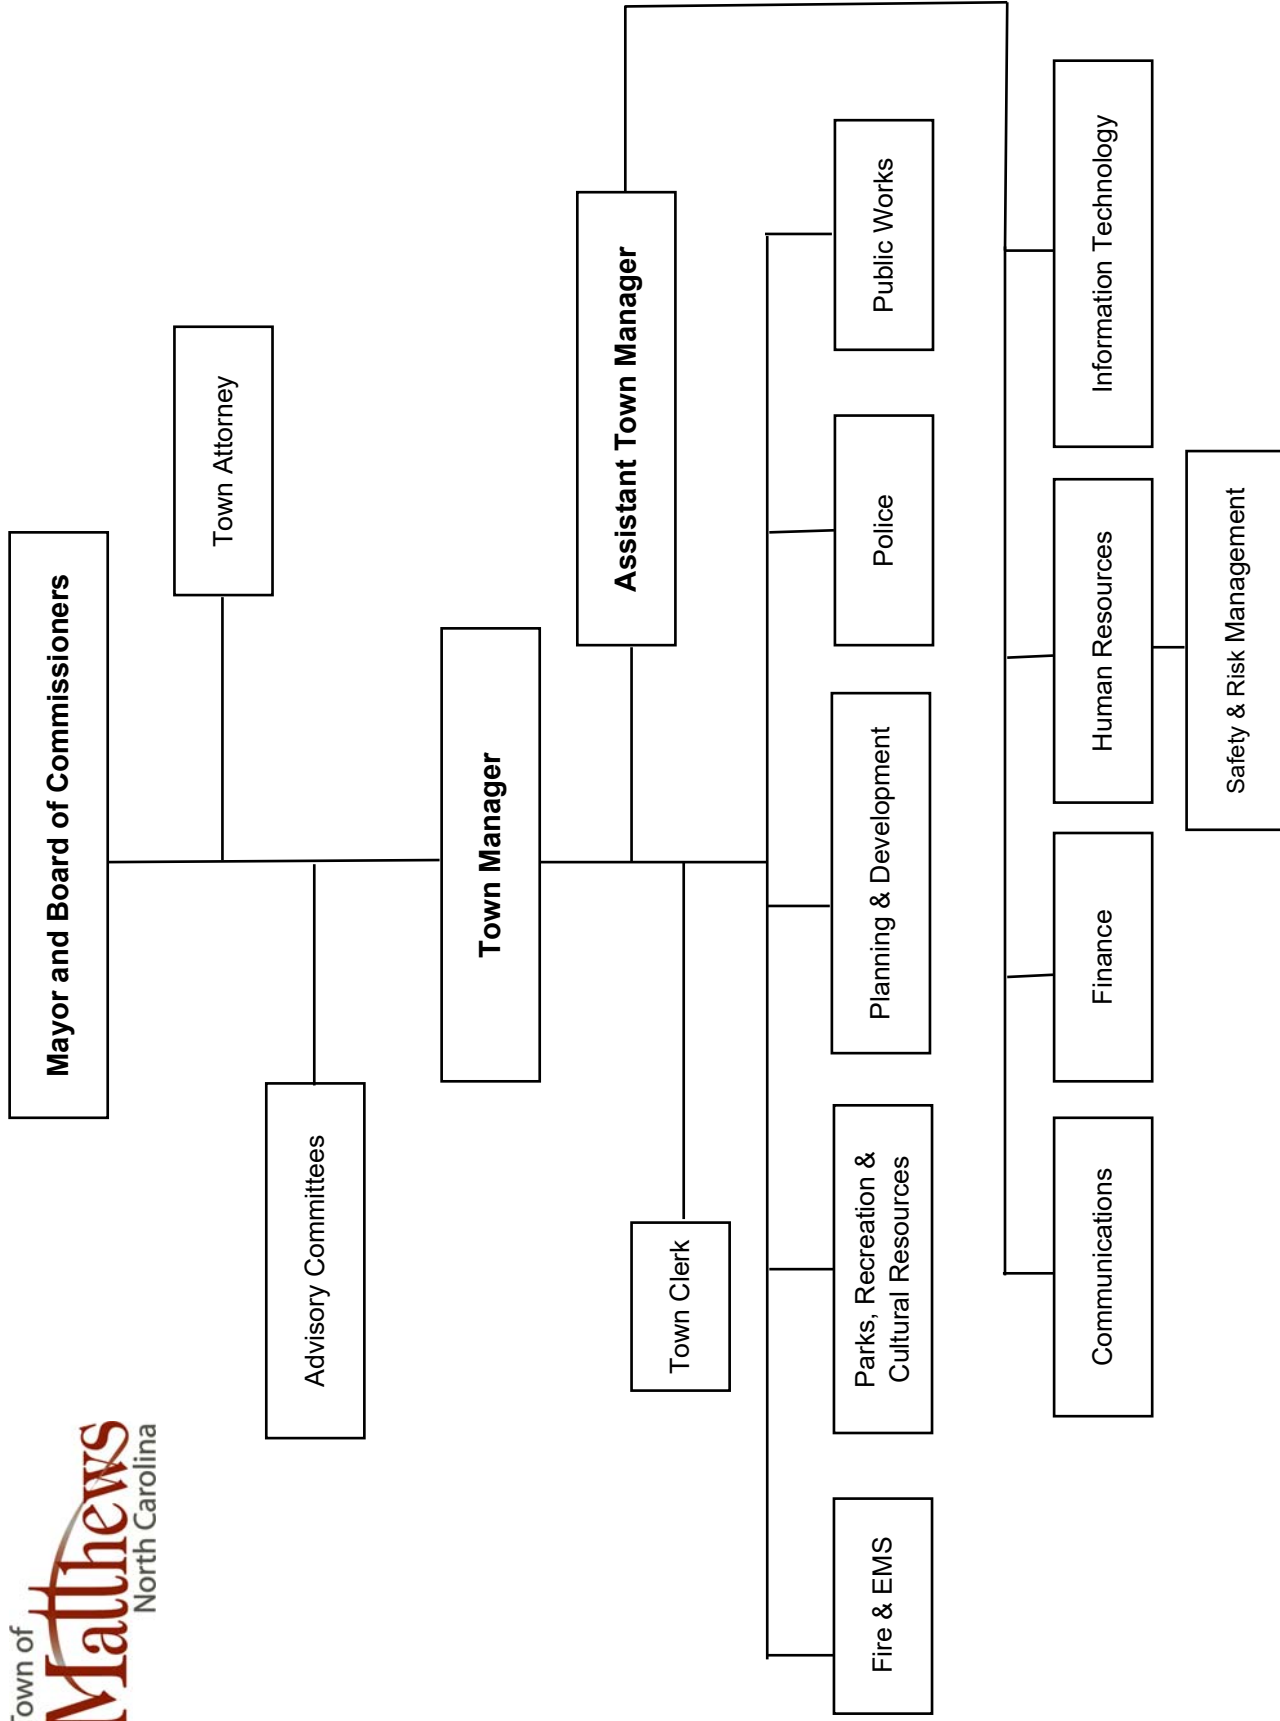 Town of
Matthews
North Carolina
Mayor and Board of Commissioners
Town Attorney
Advisory Committees
Town Manager
Assistant Town Manager
Town Clerk
Fire & EMS
Parks, Recreation &
Cultural Resources
Planning & Development
Police
Public Works
Communications
Finance
Human Resources
Information Technology
Safety & Risk Management